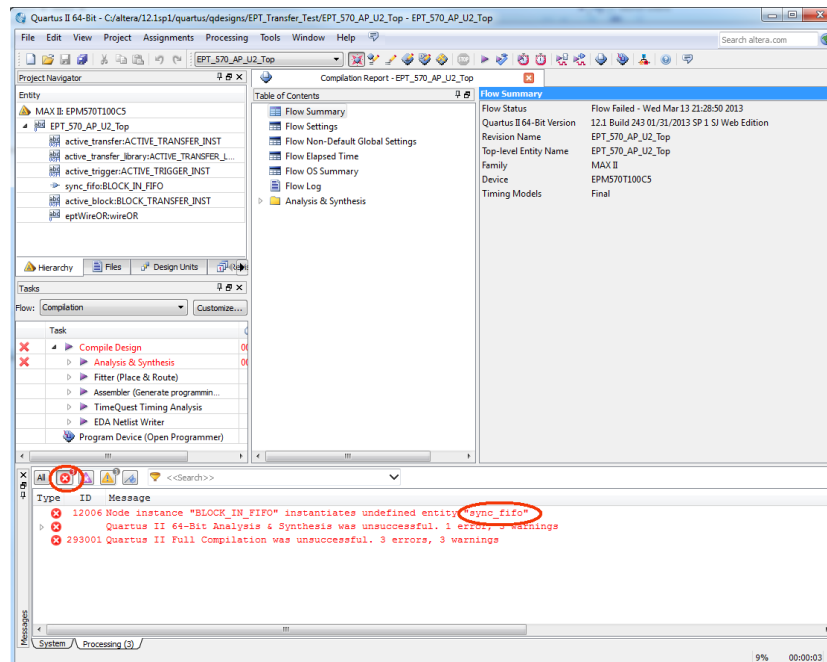 Quartus II 64-Bit - C:/altera/12.1sp1/quartus/qdesigns/EPT_Transfer_Test/EPT_570_AP_U2_Top - EPT_570_AP_U2_Top
File Edit View Project Assignments Processing Tools Window Help
Search altera.com
EPT_570_AP_U2_Top
Project Navigator
Entity
MAX II: EPM570T100C5
EPT_570_AP_U2_Top
active_transfer:ACTIVE_TRANSFER_INST
active_transfer_library:ACTIVE_TRANSFER_L...
active_trigger:ACTIVE_TRIGGER_INST
sync_fifo:BLOCK_IN_FIFO
active_block:BLOCK_TRANSFER_INST
eptWireOR:wireOR
Hierarchy Files Design Units
Tasks
Flow: Compilation Customize...
Task
Compile Design
Analysis & Synthesis
Fitter (Place & Route)
Assembler (Generate programmin...
TimeQuest Timing Analysis
EDA Netlist Writer
Program Device (Open Programmer)
Compilation Report - EPT_570_AP_U2_Top
Table of Contents
Flow Summary
Flow Settings
Flow Non-Default Global Settings
Flow Elapsed Time
Flow OS Summary
Flow Log
Analysis & Synthesis
Flow Summary
Flow Status Flow Failed - Wed Mar 13 21:28:50 2013
Quartus II 64-Bit Version 12.1 Build 243 01/31/2013 SP 1 SJ Web Edition
Revision Name EPT_570_AP_U2_Top
Top-level Entity Name EPT_570_AP_U2_Top
Family MAX II
Device EPM570T100C5
Timing Models Final
All <<Search>>
Type ID Message
12006 Node instance "BLOCK_IN_FIFO" instantiates undefined entity "sync_fifo"
Quartus II 64-Bit Analysis & Synthesis was unsuccessful. 1 error, 3 warnings
293001 Quartus II Full Compilation was unsuccessful. 3 errors, 3 warnings
Messages
System Processing (3)
9% 00:00:03